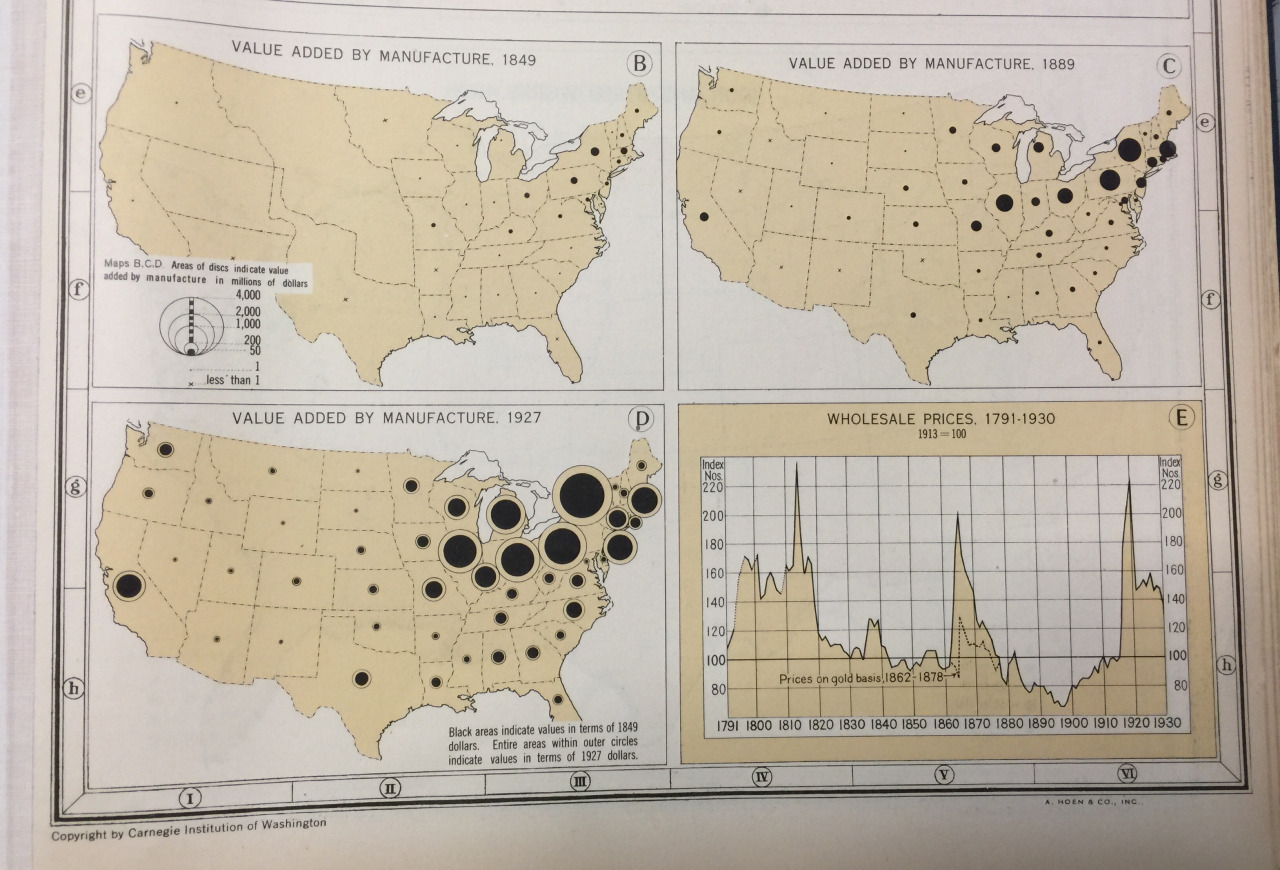 VALUE ADDED BY MANUFACTURE, 1849
B
VALUE ADDED BY MANUFACTURE, 1889
C
e
e
f
f
Maps B.C.D. Areas of discs indicate value
added by manufacture in millions of dollars
4,000
2,000
1,000
200
50
1
less than 1
VALUE ADDED BY MANUFACTURE, 1927
D
WHOLESALE PRICES, 1791-1930
E
1913=100
g
g
h
h
Index
Nos.
220
200
180
160
140
120
100
80
Index
Nos.
220
200
180
160
140
120
100
80
Prices on gold basis, 1862-1878
1791 1800 1810 1820 1830 1840 1850 1860 1870 1880 1890 1900 1910 1920 1930
Black areas indicate values in terms of 1849
dollars. Entire areas within outer circles
indicate values in terms of 1927 dollars.
I II III IV V VI
A. HOEN & CO., INC.
Copyright by Carnegie Institution of Washington